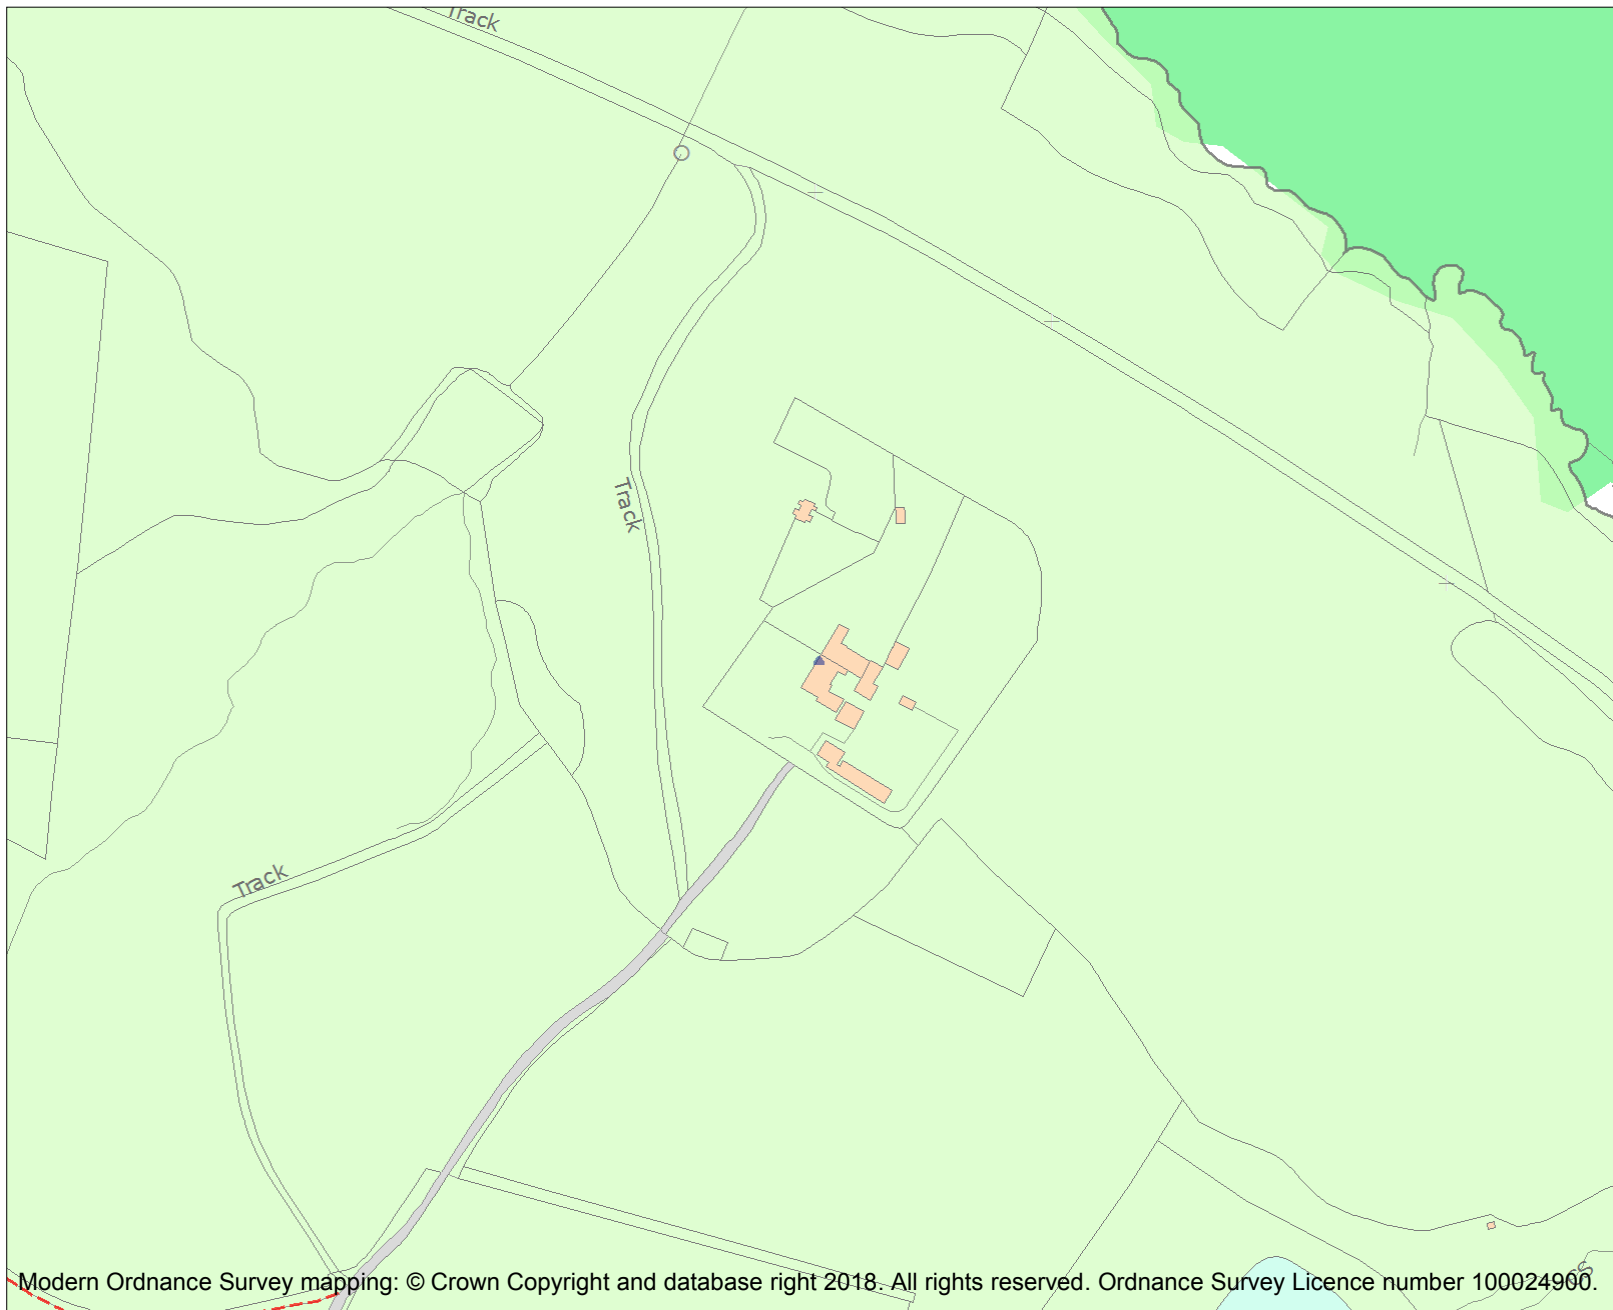 Track
Track
Track
Modern Ordnance Survey mapping: © Crown Copyright and database right 2018. All rights reserved. Ordnance Survey Licence number 100024900.